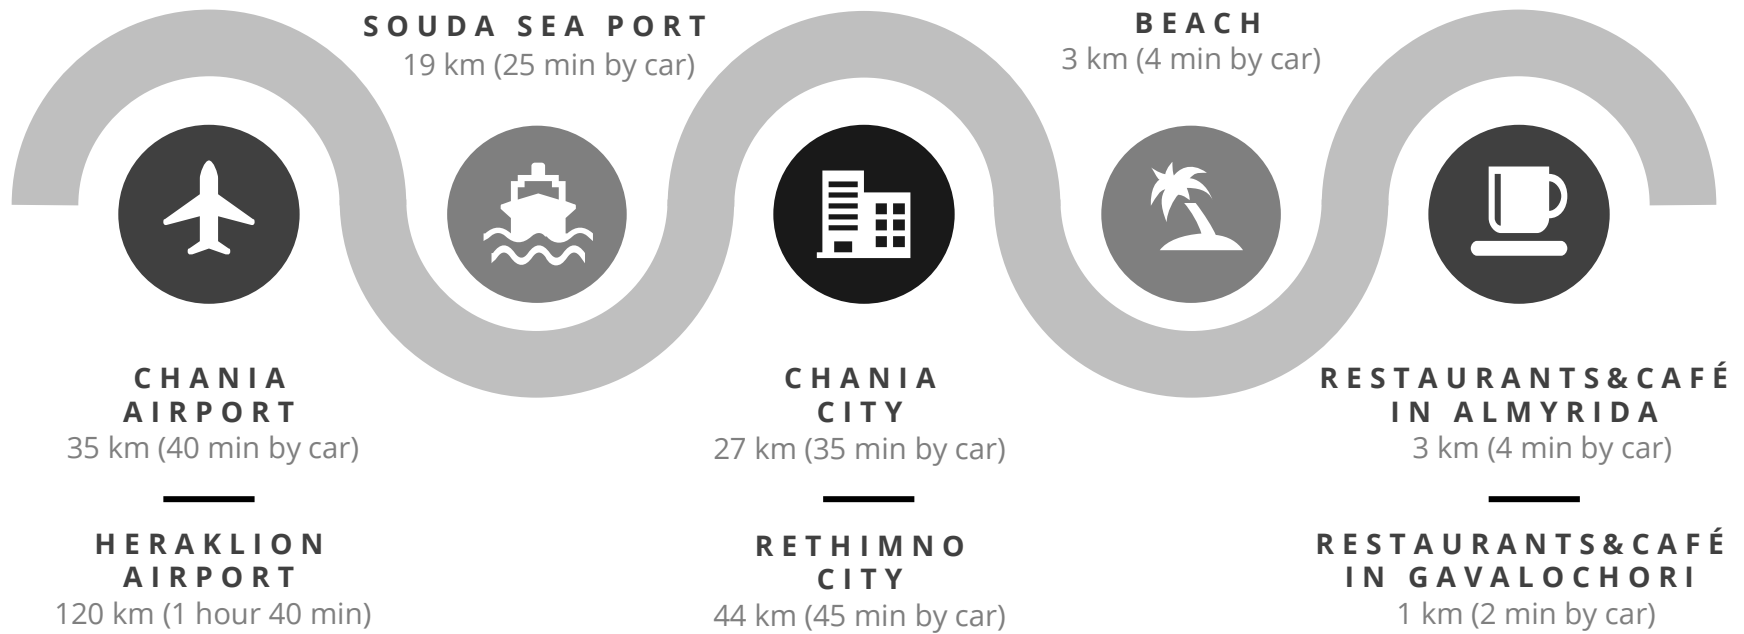 SOUDA SEA PORT
19 km (25 min by car)
BEACH
3 km (4 min by car)
CHANIA
AIRPORT
35 km (40 min by car)
HERAKLION
AIRPORT
120 km (1 hour 40 min)
CHANIA
CITY
27 km (35 min by car)
RETHIMNO
CITY
44 km (45 min by car)
RESTAURANTS&CAFÉ
IN ALMYRIDA
3 km (4 min by car)
RESTAURANTS&CAFÉ
IN GAVALOCHORI
1 km (2 min by car)